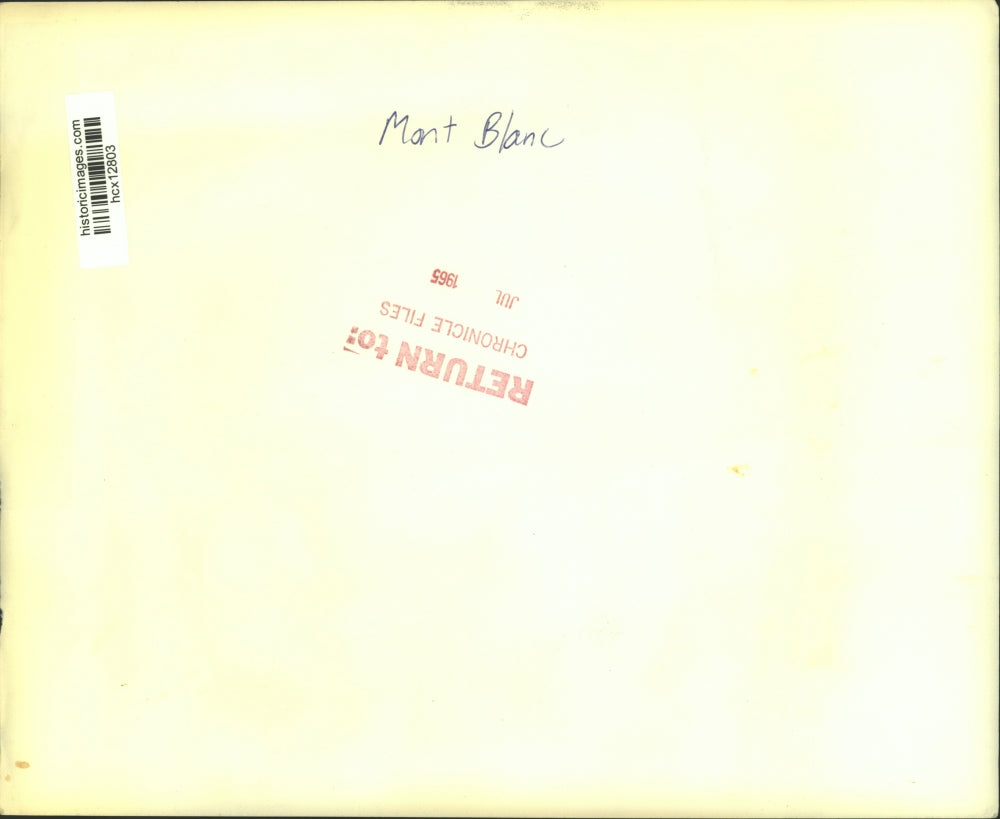 Mont Blanc
historicimages.com
hcx12803
RETURN to:
CHRONICLE FILES
JUL 1965